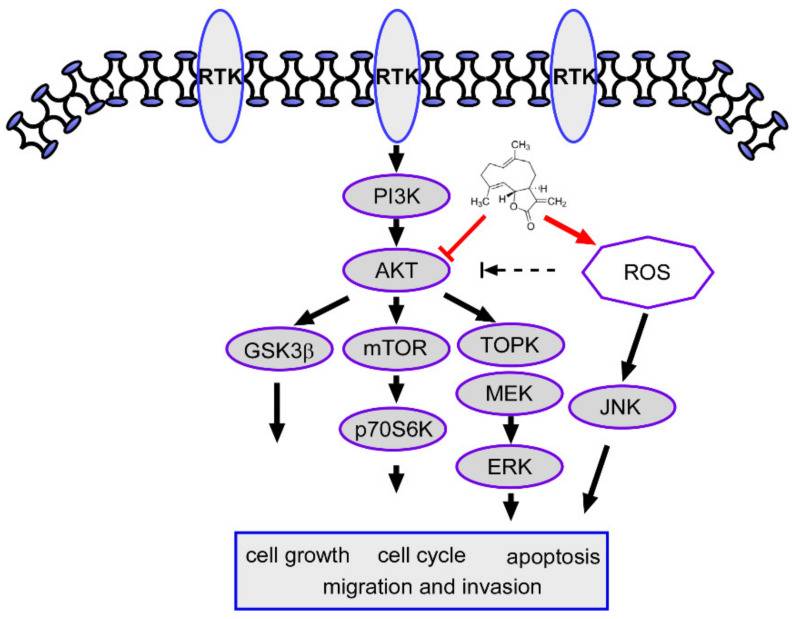 RTK RTK RTK
CH₃
PI3K
H
H₃C H CH₂
O
O
AKT ROS
GSK3β mTOR TOPK
MEK
JNK
p70S6K
ERK
cell growth cell cycle apoptosis
migration and invasion